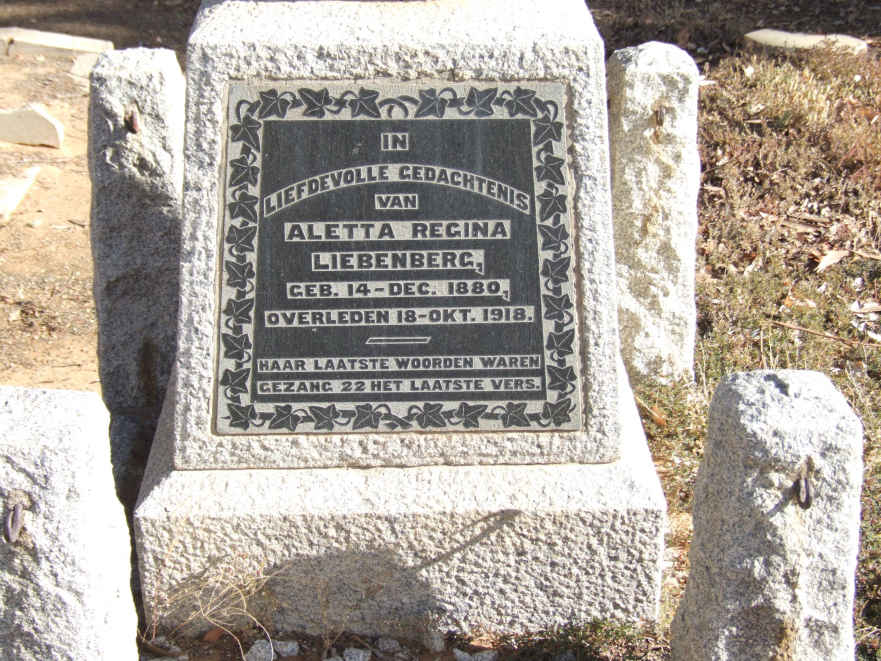 IN
LIEFDEVOLLE GEDACHTENIS
VAN
ALETTA REGINA
LIEBENBERG,
GEB. 14-DEC. 1880,
OVERLEDEN 18-OKT. 1918.
HAAR LAATSTE WOORDEN WAREN
GEZANG 22 HET LAATSTE VERS.